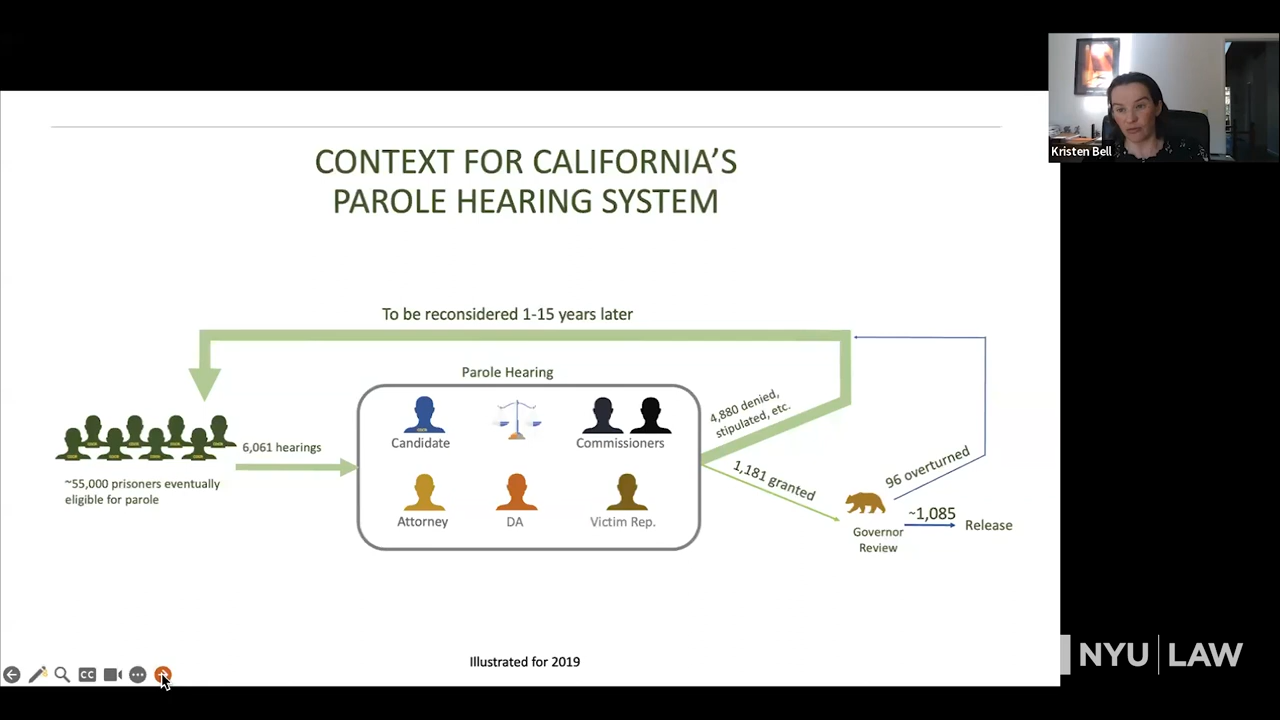 Kristen Bell
CONTEXT FOR CALIFORNIA'S
PAROLE HEARING SYSTEM
To be reconsidered 1-15 years later
Parole Hearing
4,880 denied,
stipulated, etc.
Candidate
Commissioners
6,061 hearings
~55,000 prisoners eventually
eligible for parole
1,181 granted
96 overturned
Attorney
DA
Victim Rep.
~1,085
Release
Governor
Review
Illustrated for 2019
CC
NYU | LAW